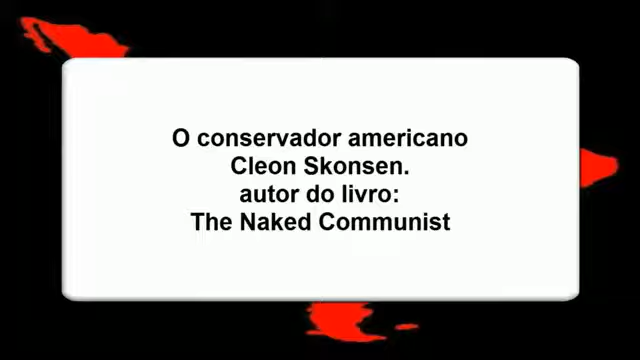 O conservador americano
Cleon Skonsen.
autor do livro:
The Naked Communist